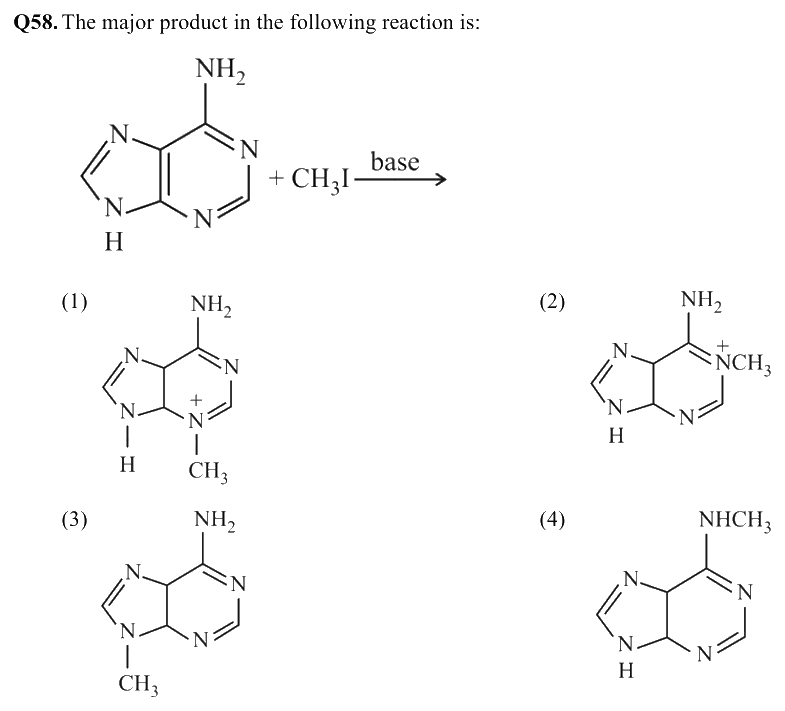 Q58. The major product in the following reaction is:
NH2
N
N
+ CH3I
base
N
H
N
(1)
NH2
N
N
+
N
N
H
CH3
(2)
NH2
N
+
NCH3
N
H
N
(3)
NH2
N
N
N
N
CH3
(4)
NHCH3
N
N
N
H
N